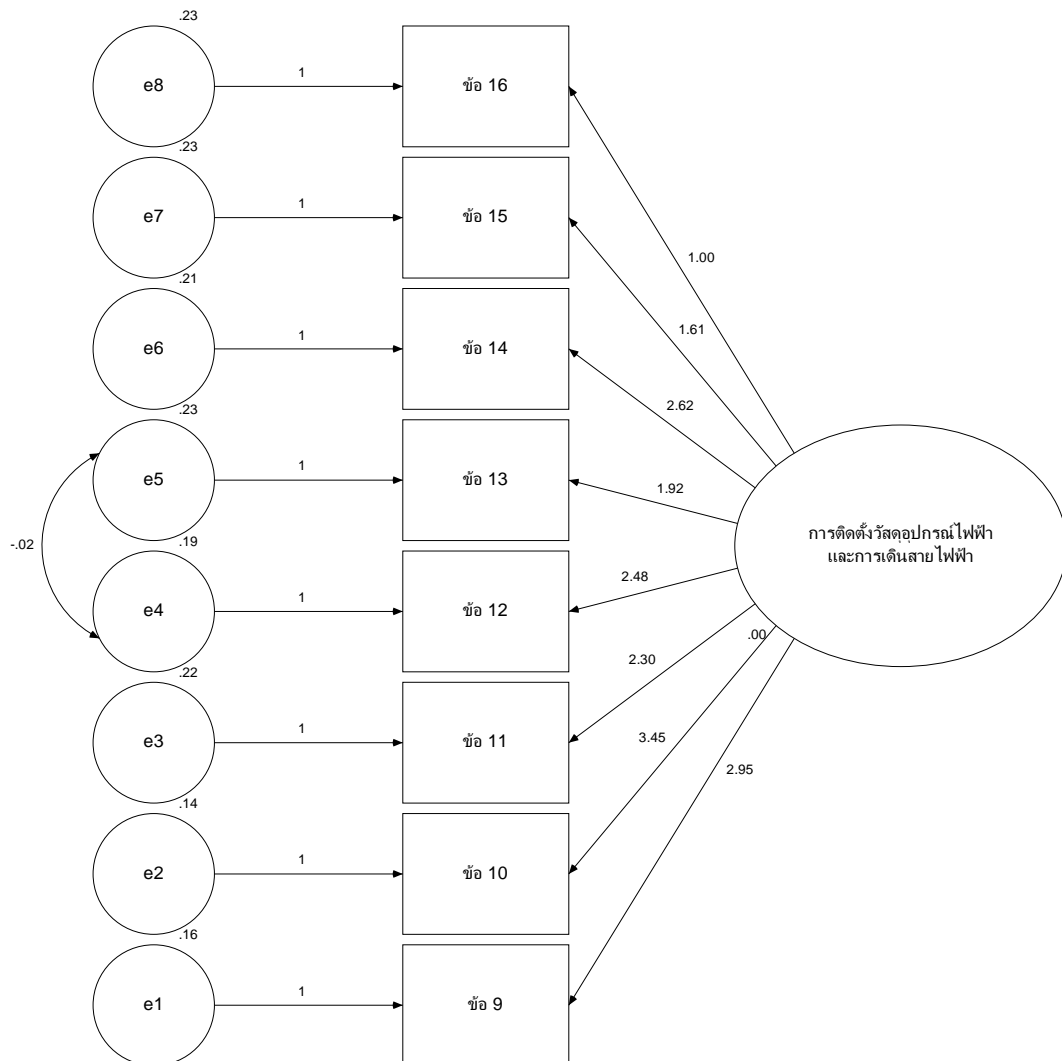 .23
e8
1
ข้อ 16
.23
e7
1
ข้อ 15
.21
e6
1
ข้อ 14
.23
e5
1
ข้อ 13
.19
e4
1
ข้อ 12
.22
e3
1
ข้อ 11
.14
e2
1
ข้อ 10
.16
e1
1
ข้อ 9
-.02
1.00
1.61
2.62
1.92
2.48
2.30
3.45
2.95
.00
การติดตั้งวัสดุอุปกรณ์ไฟฟ้า
และการเดินสายไฟฟ้า